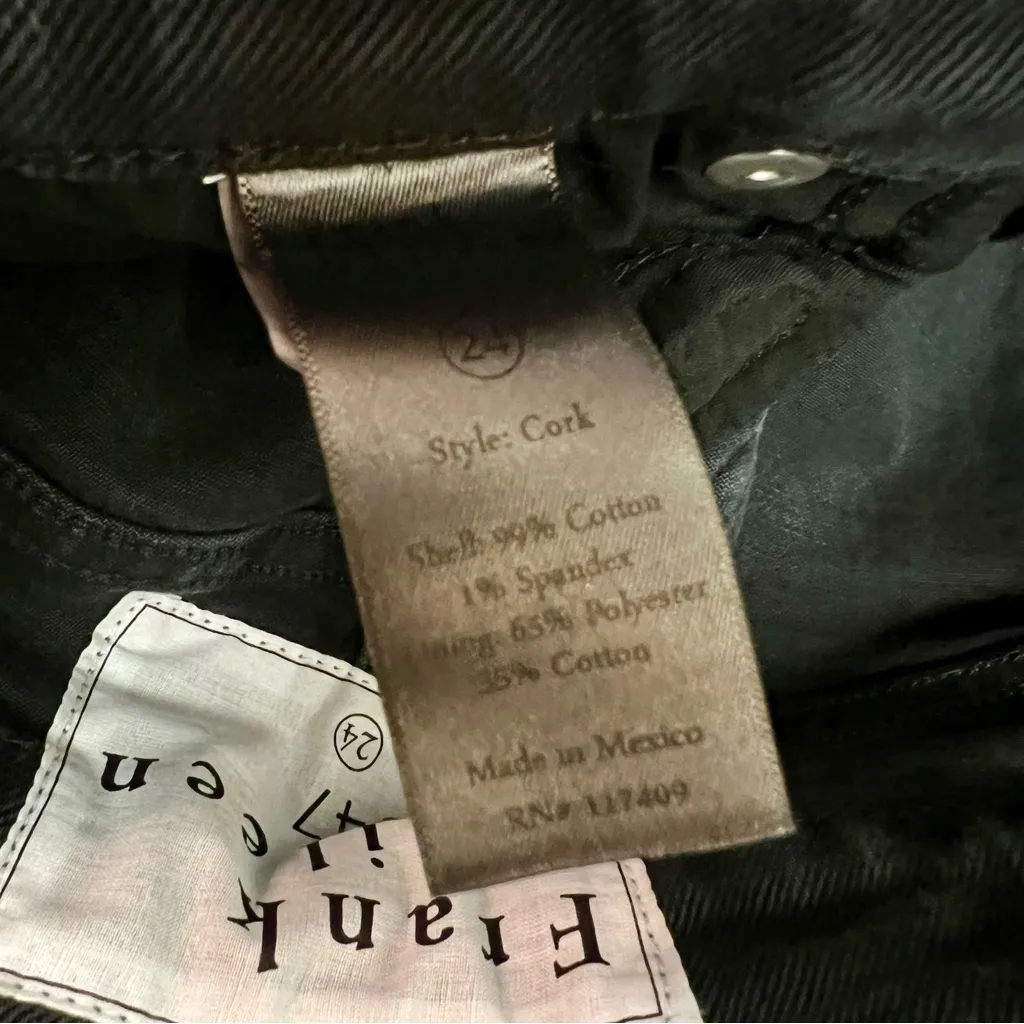 24
Style: Cork
Shell: 99% Cotton
1% Spandex
Lining: 65% Polyester
35% Cotton
Made in Mexico
RN# 117409
Frank
Eileen
24